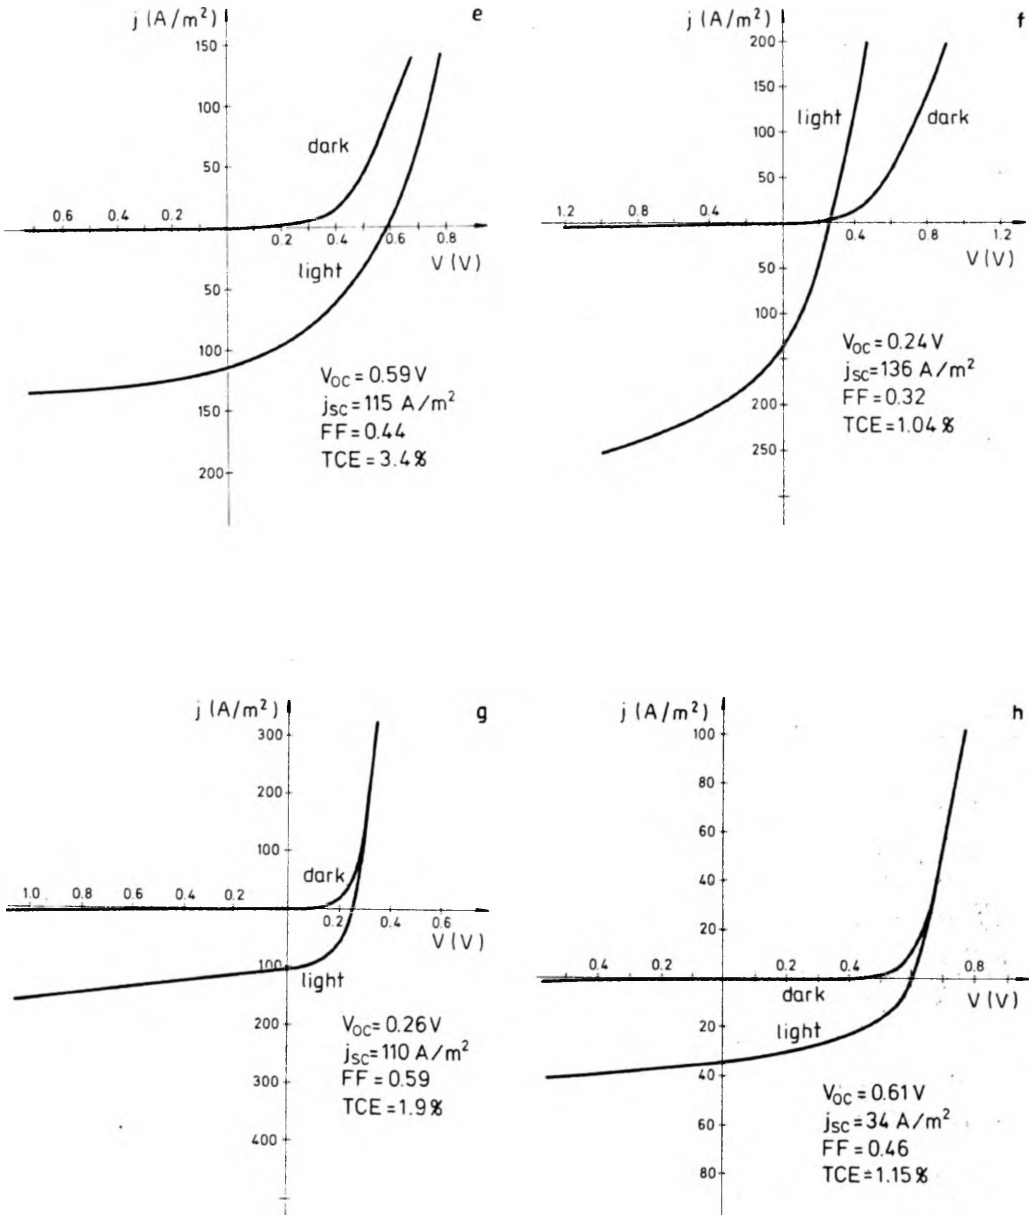 j (A/m²) e
150
100
50
dark
0.6 0.4 0.2 0
0.2 0.4 0.6 0.8
V (V)
light
50
100
150
200
V_OC = 0.59 V
j_SC = 115 A/m²
FF = 0.44
TCE = 3.4 %
j (A/m²) f
200
150
100
50
light
dark
1.2 0.8 0.4 0
0.4 0.8 1.2
V (V)
50
100
150
200
250
V_OC = 0.24 V
j_SC = 136 A/m²
FF = 0.32
TCE = 1.04 %
j (A/m²) g
300
200
100
dark
1.0 0.8 0.6 0.4 0.2 0
0.2 0.4 0.6
V (V)
100
light
200
300
400
V_OC = 0.26 V
j_SC = 110 A/m²
FF = 0.59
TCE = 1.9 %
j (A/m²) h
100
80
60
40
20
0.4 0.2 0 0.2 0.4
0.6 0.8
dark
V (V)
light
20
40
60
80
V_OC = 0.61 V
j_SC = 34 A/m²
FF = 0.46
TCE = 1.15 %